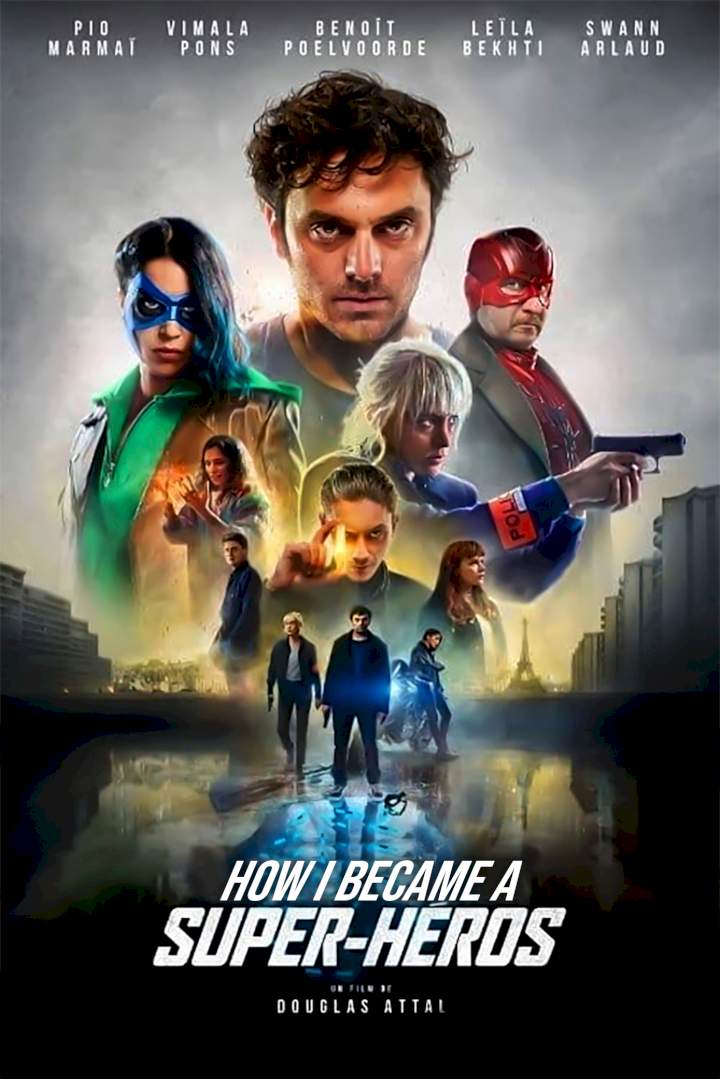 PIO VIMALA BENOÎT LEÏLA SWANN
MARMAÏ PONS POELVOORDE BEKHTI ARLAUD
POLI
HOW I BECAME A
SUPER-HÉROS
UN FILM DE
DOUGLAS ATTAL